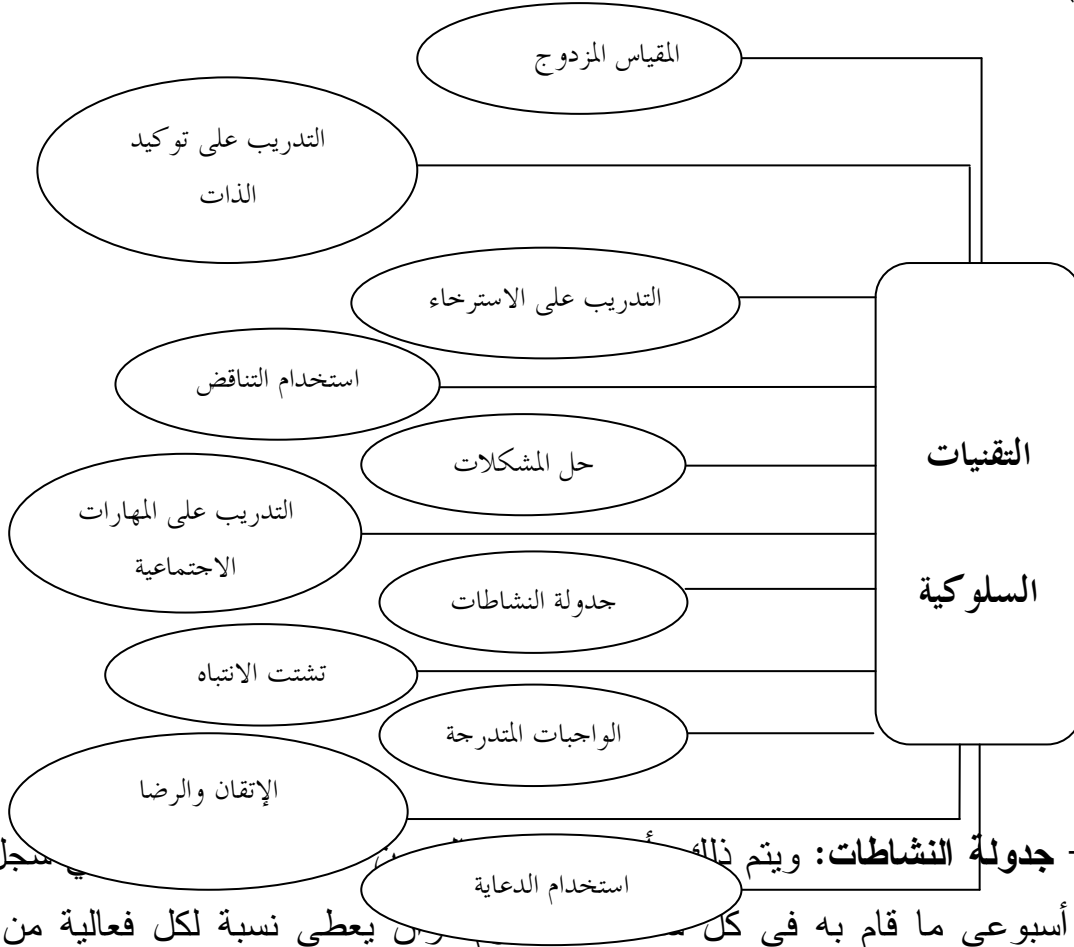 المقياس المزدوج
التدريب على توكيد
الذات
التدريب على الاسترخاء
استخدام التناقض
حل المشكلات
التدريب على المهارات
الاجتماعية
جدولة النشاطات
تشتت الانتباه
الواجبات المتدرجة
الإتقان والرضا
استخدام الدعاية
التقنيات
السلوكية
- جدولة النشاطات: ويتم ذلك
أسبوعي ما قام به في كل يعطى نسبة لكل فعالية من